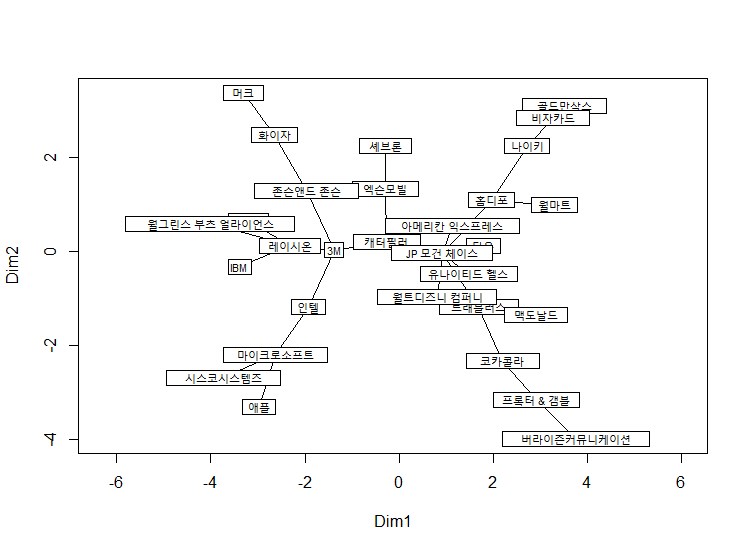 머크
골드만삭스
비자카드
화이자
셰브론
나이키
존슨앤드 존슨
엑슨모빌
홈디포
월마트
월그린스 부츠 얼라이언스
아메리칸 익스프레스
캐터필러
레이시온
3M
JP 모건 체이스
IBM
유나이티드 헬스
월트디즈니 컴퍼니
인텔
트래블러스
맥도날드
마이크로소프트
코카콜라
시스코시스템즈
애플
프록터 & 갬블
버라이즌커뮤니케이션
2
0
-2
-4
Dim2
-6
-4
-2
0
2
4
6
Dim1